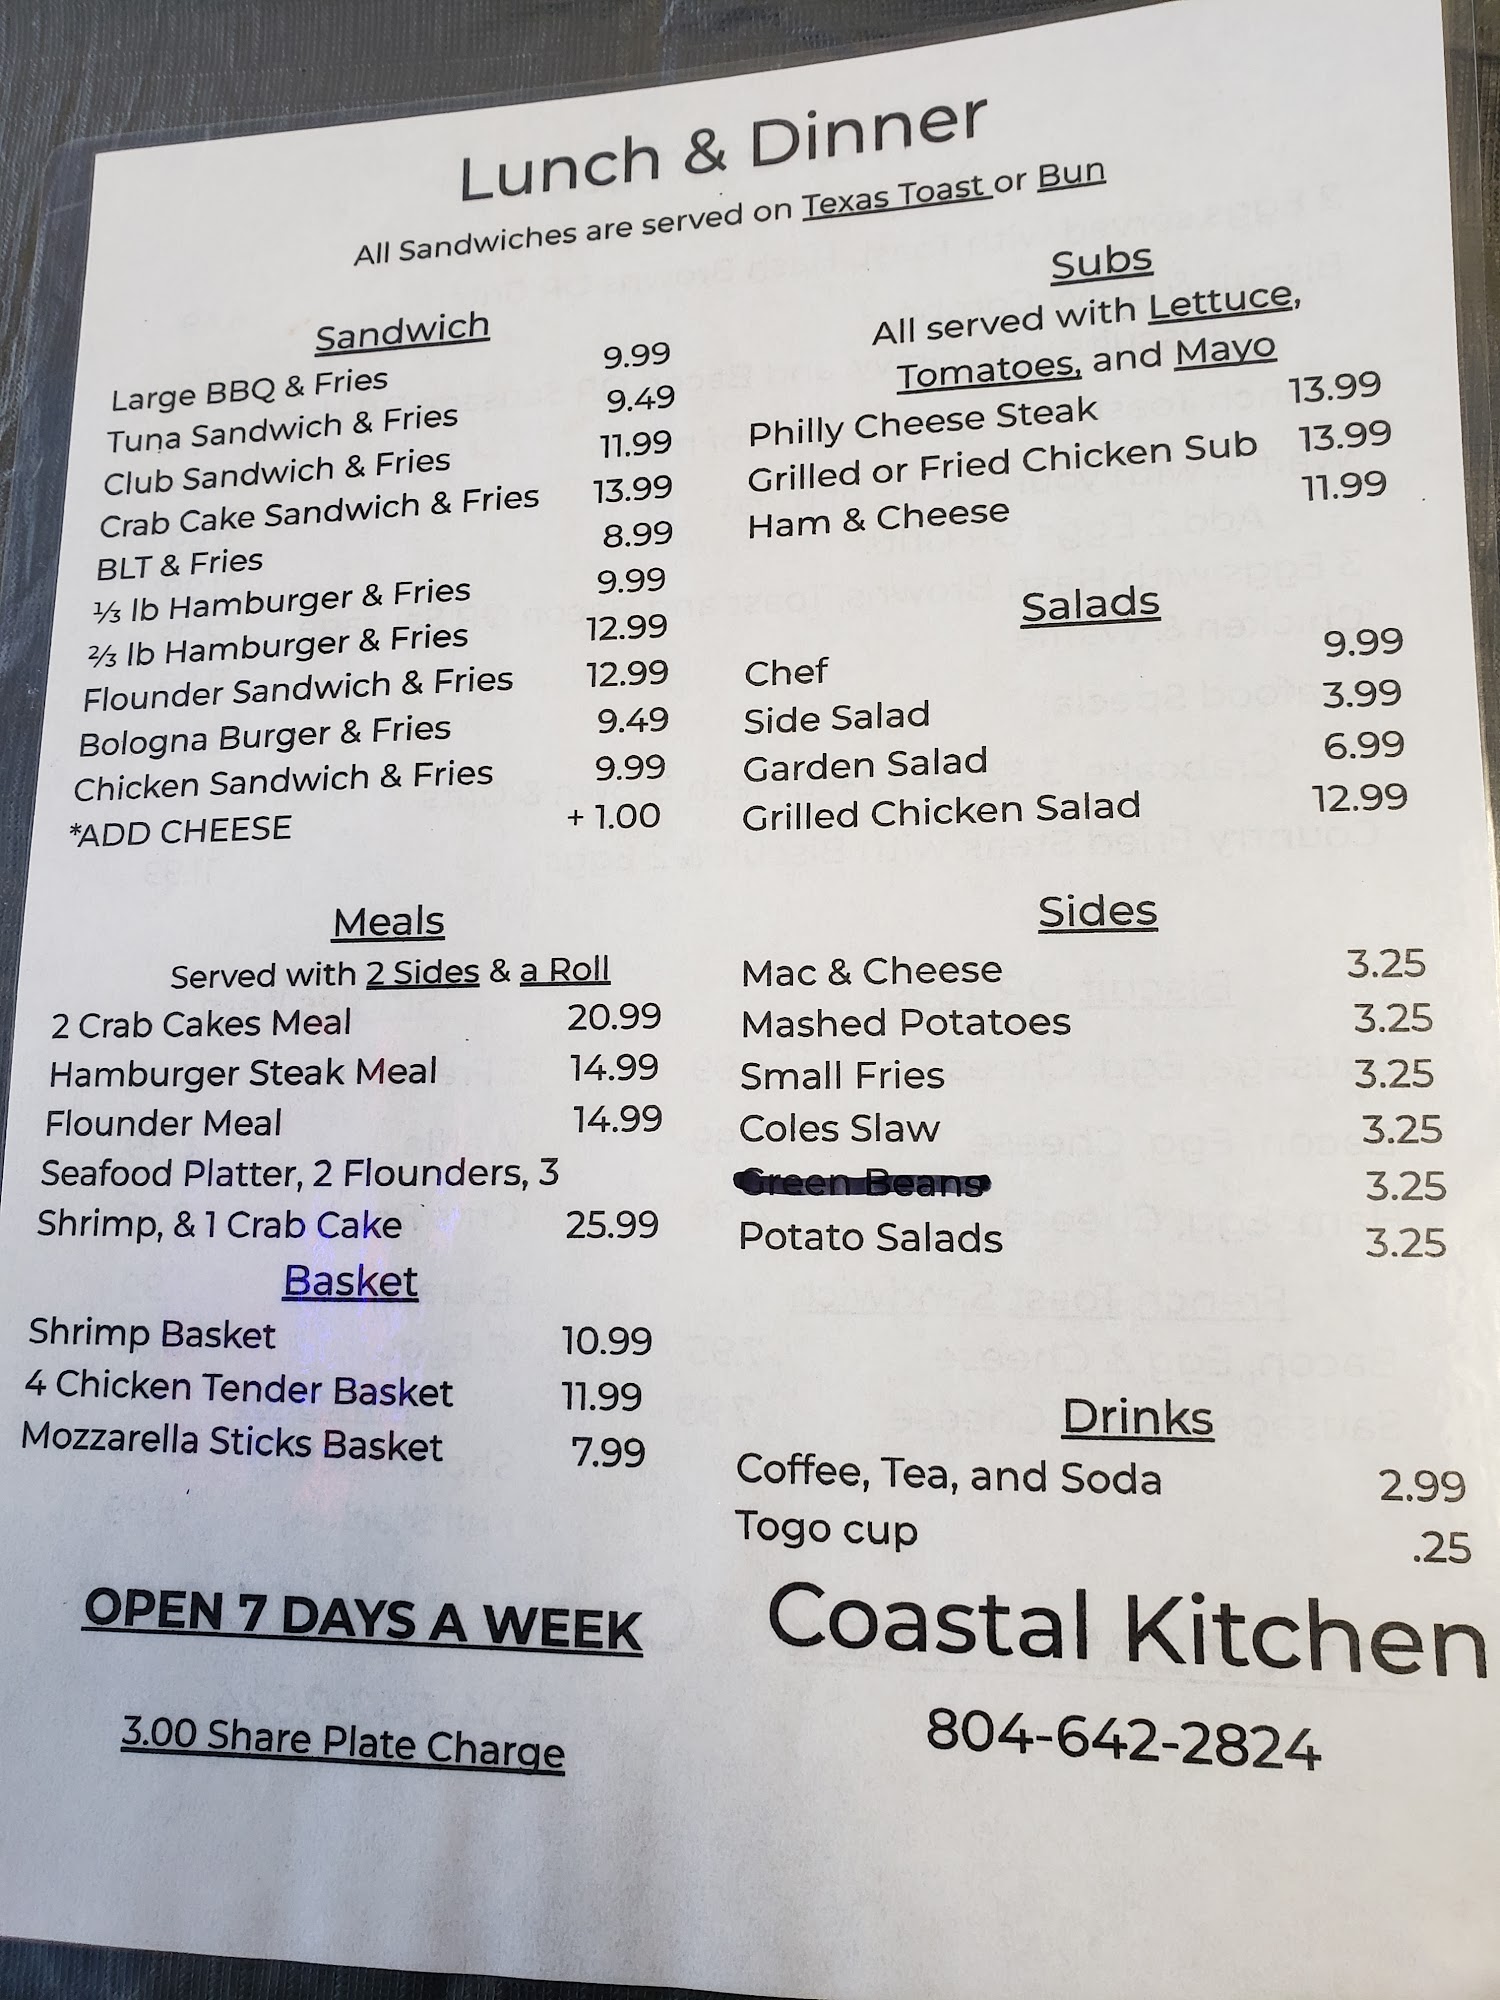 Lunch & Dinner
All Sandwiches are served on Texas Toast or Bun
Sandwich
Large BBQ & Fries 9.99
Tuna Sandwich & Fries 9.49
Club Sandwich & Fries 11.99
Crab Cake Sandwich & Fries 13.99
BLT & Fries 8.99
⅓ lb Hamburger & Fries 9.99
⅔ lb Hamburger & Fries 12.99
Flounder Sandwich & Fries 12.99
Bologna Burger & Fries 9.49
Chicken Sandwich & Fries 9.99
*ADD CHEESE + 1.00
Meals
Served with 2 Sides & a Roll
2 Crab Cakes Meal 20.99
Hamburger Steak Meal 14.99
Flounder Meal 14.99
Seafood Platter, 2 Flounders, 3
Shrimp, & 1 Crab Cake 25.99
Basket
Shrimp Basket 10.99
4 Chicken Tender Basket 11.99
Mozzarella Sticks Basket 7.99
OPEN 7 DAYS A WEEK
3.00 Share Plate Charge
Subs
All served with Lettuce,
Tomatoes, and Mayo
Philly Cheese Steak 13.99
Grilled or Fried Chicken Sub 13.99
Ham & Cheese 11.99
Salads
Chef 9.99
Side Salad 3.99
Garden Salad 6.99
Grilled Chicken Salad 12.99
Sides
Mac & Cheese 3.25
Mashed Potatoes 3.25
Small Fries 3.25
Coles Slaw 3.25
Green Beans 3.25
Potato Salads 3.25
Drinks
Coffee, Tea, and Soda 2.99
Togo cup .25
Coastal Kitchen
804-642-2824